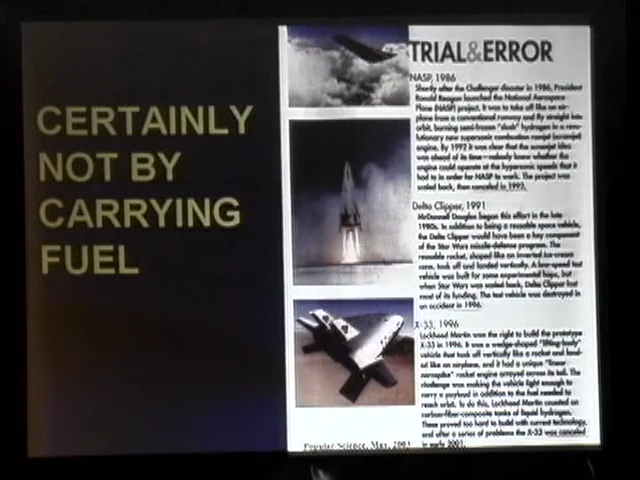 CERTAINLY
NOT BY
CARRYING
FUEL
TRIAL&ERROR
NASP, 1986
Shortly after the Challenger disaster in 1986, President
Ronald Reagan launched the National Aerospace
Plane (NASP) project. It was to take off like an air-
plane from a conventional runway and fly straight into
orbit, burning semi-frozen "slush" hydrogen in a revo-
lutionary new supersonic combustion ramjet (scramjet)
engine. By 1992 it was clear that the scramjet idea
was ahead of its time—nobody knew whether the
engine could operate at the hypersonic speeds that it
had to in order for NASP to work. The project was
scaled back, then canceled in 1993.
Delta Clipper, 1991
McDonnell Douglas began this effort in the late
1980s. In addition to being a reusable space vehicle,
the Delta Clipper would have been a key component
of the Star Wars missile-defense program. The
reusable rocket, shaped like an inverted ice-cream
cone, took off and landed vertically. A low-speed test
vehicle was built for some experimental hops, but
when Star Wars was scaled back, Delta Clipper lost
most of its funding. The test vehicle was destroyed in
an accident in 1996.
X-33, 1996
Lockheed Martin won the right to build the prototype
X-33 in 1996. It was a wedge-shaped "lifting-body"
vehicle that took off vertically like a rocket and land-
ed like an airplane, and it had a unique "linear
aerospike" rocket engine arrayed across its tail. The
challenge was making the vehicle light enough to
carry a payload in addition to the fuel needed to
reach orbit. To do this, Lockheed Martin counted on
carbon-fiber-composite tanks of liquid hydrogen.
These proved too hard to build with current technology,
and after a series of problems the X-33 was canceled
in early 2001.
Popular Science, May, 2003